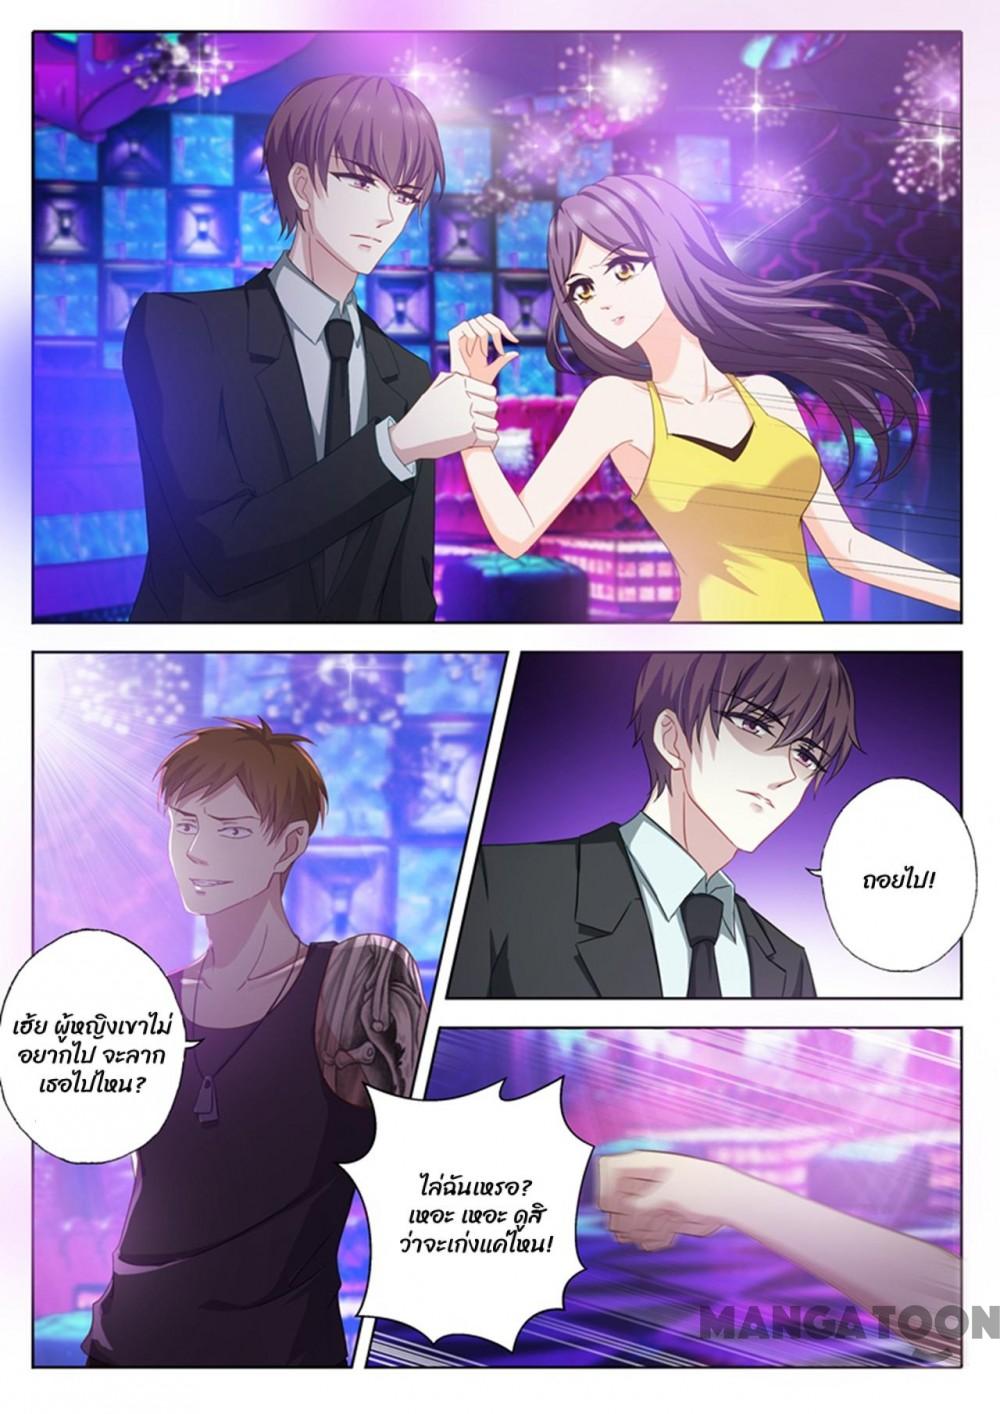 เฮ้ย ผู้หญิงเขาไม่
อยากไป จะลาก
เธอไปไหน?
ถอยไป!
ไล่ฉันเหรอ?
เหอะ เหอะ ดูสิ
ว่าจะเก่งแค่ไหน!
MANGATOON